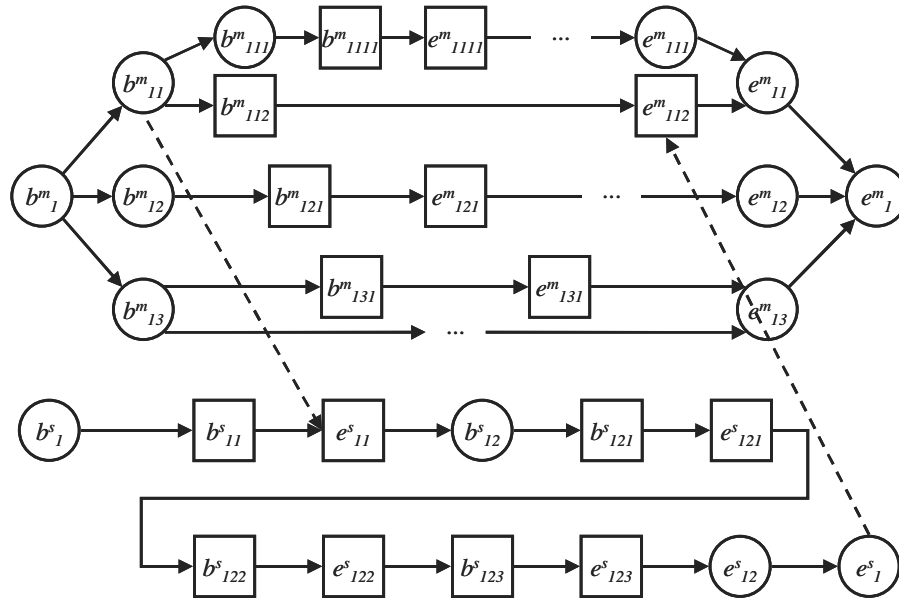 b^m_111 b^m_1111 e^m_1111 ... e^m_111
b^m_11 e^m_11
b^m_112 e^m_112
b^m_1 b^m_12 b^m_121 e^m_121 ... e^m_12 e^m_1
b^m_131 e^m_131
b^m_13 e^m_13
...
b^s_1 b^s_11 e^s_11 b^s_12 b^s_121 e^s_121
b^s_122 e^s_122 b^s_123 e^s_123 e^s_12 e^s_1